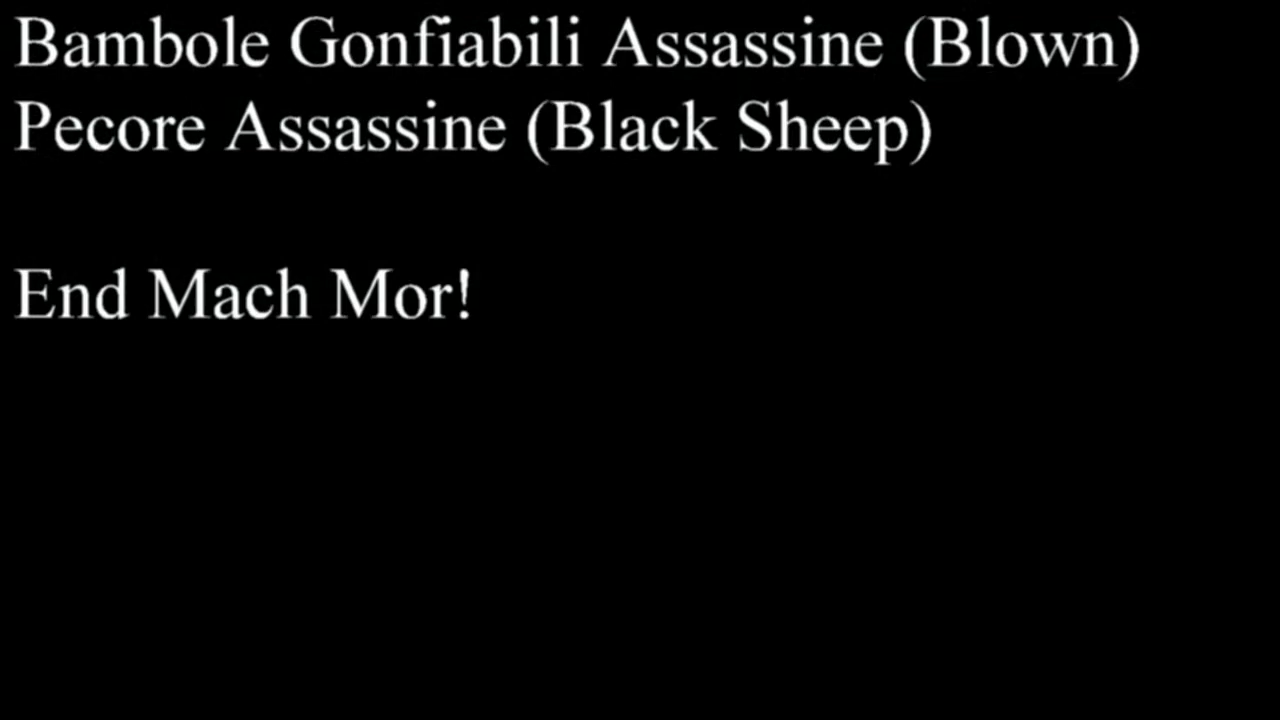 Bambole Gonfiabili Assassine (Blown)
Pecore Assassine (Black Sheep)
End Mach Mor!